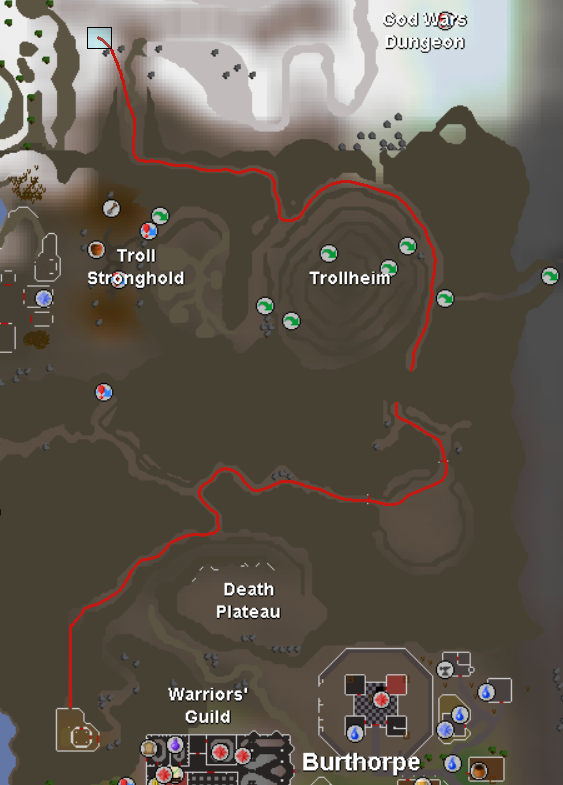 God Wars
Dungeon
Troll
Stronghold
Trollheim
Death
Plateau
Warriors'
Guild
Burthorpe